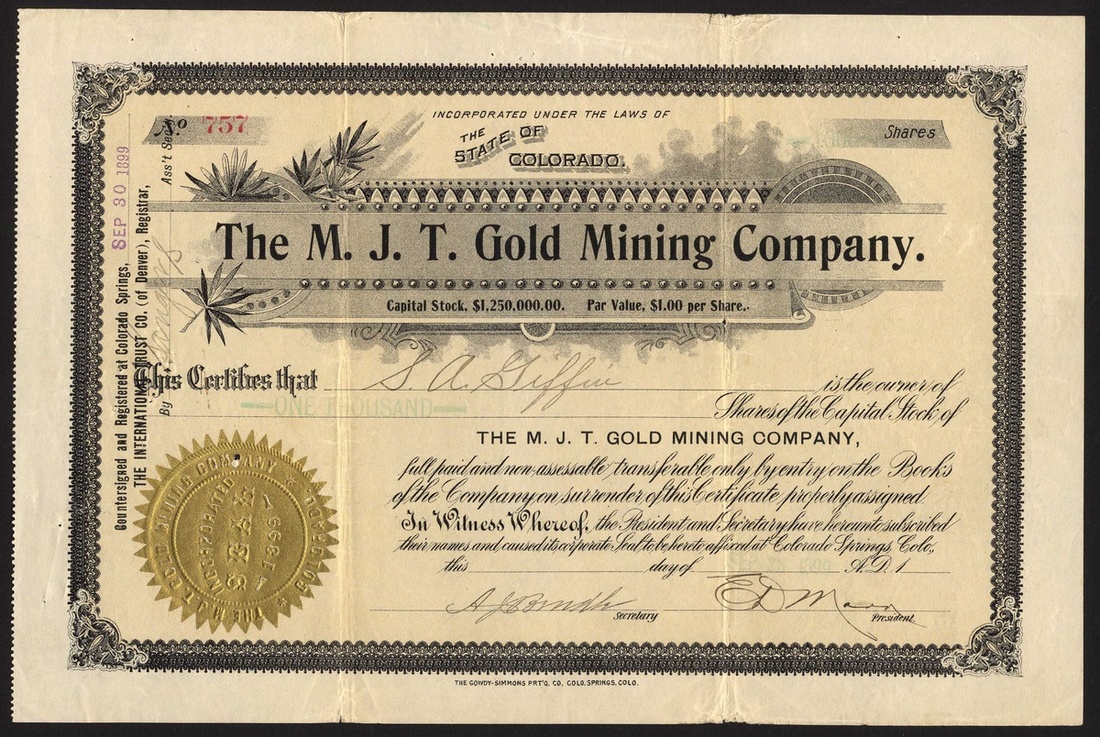 INCORPORATED UNDER THE LAWS OF
THE STATE OF
COLORADO.
No 757
Shares
The M. J. T. Gold Mining Company.
Capital Stock, $1,250,000.00. Par Value, $1.00 per Share.
This Certifies that S. A. Giffin is the owner of
ONE THOUSAND Shares of the Capital Stock of
THE M. J. T. GOLD MINING COMPANY,
full paid and non-assessable transferable only by entry on the Books
of the Company on surrender of this Certificate properly assigned
In Witness Whereof, the President and Secretary have hereunto subscribed
their names and caused its corporate Seal to be hereto affixed at Colorado Springs, Colo.,
this day of A.D. 1
Secretary
President
Countersigned and Registered at Colorado Springs, SEP 30 1899
THE INTERNATIONAL TRUST CO. (of Denver), Registrar,
By Ass't Sec
THE M.J.T. GOLD MINING COMPANY
INCORPORATED
SEAL
1899
COLORADO
THE GOWDY-SIMMONS PRT'G. CO. COLO. SPRINGS, COLO.